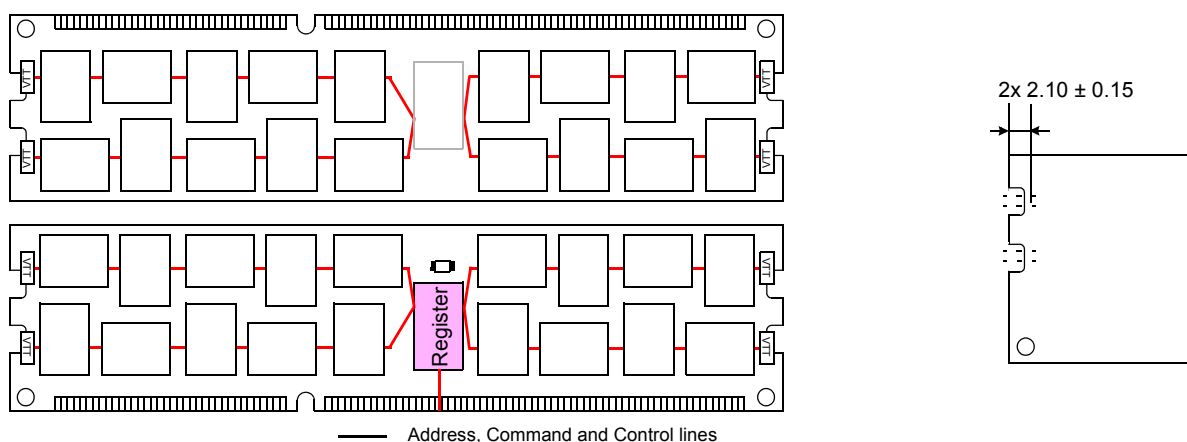 VTT
VTT
VTT
VTT
2x 2.10 ± 0.15
VTT
VTT
Register
VTT
VTT
Address, Command and Control lines